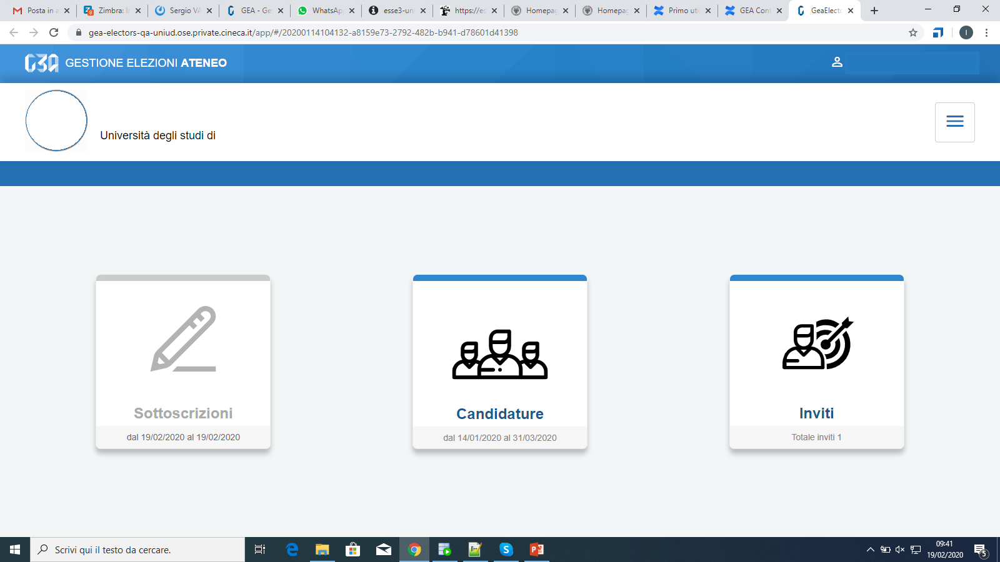 Posta in a
Zimbra: I
Sergio VA
GEA - Ge
WhatsAp
esse3-un
https://es
Homepag
Homepag
Primo uti
GEA Cont
GeaElecto
gea-electors-qa-uniud.ose.private.cineca.it/app/#/20200114104132-a8159e73-2792-482b-b941-d78601d41398
I
G3A GESTIONE ELEZIONI ATENEO
Università degli studi di
Sottoscrizioni
dal 19/02/2020 al 19/02/2020
Candidature
dal 14/01/2020 al 31/03/2020
Inviti
Totale inviti 1
Scrivi qui il testo da cercare.
09:41
19/02/2020
5